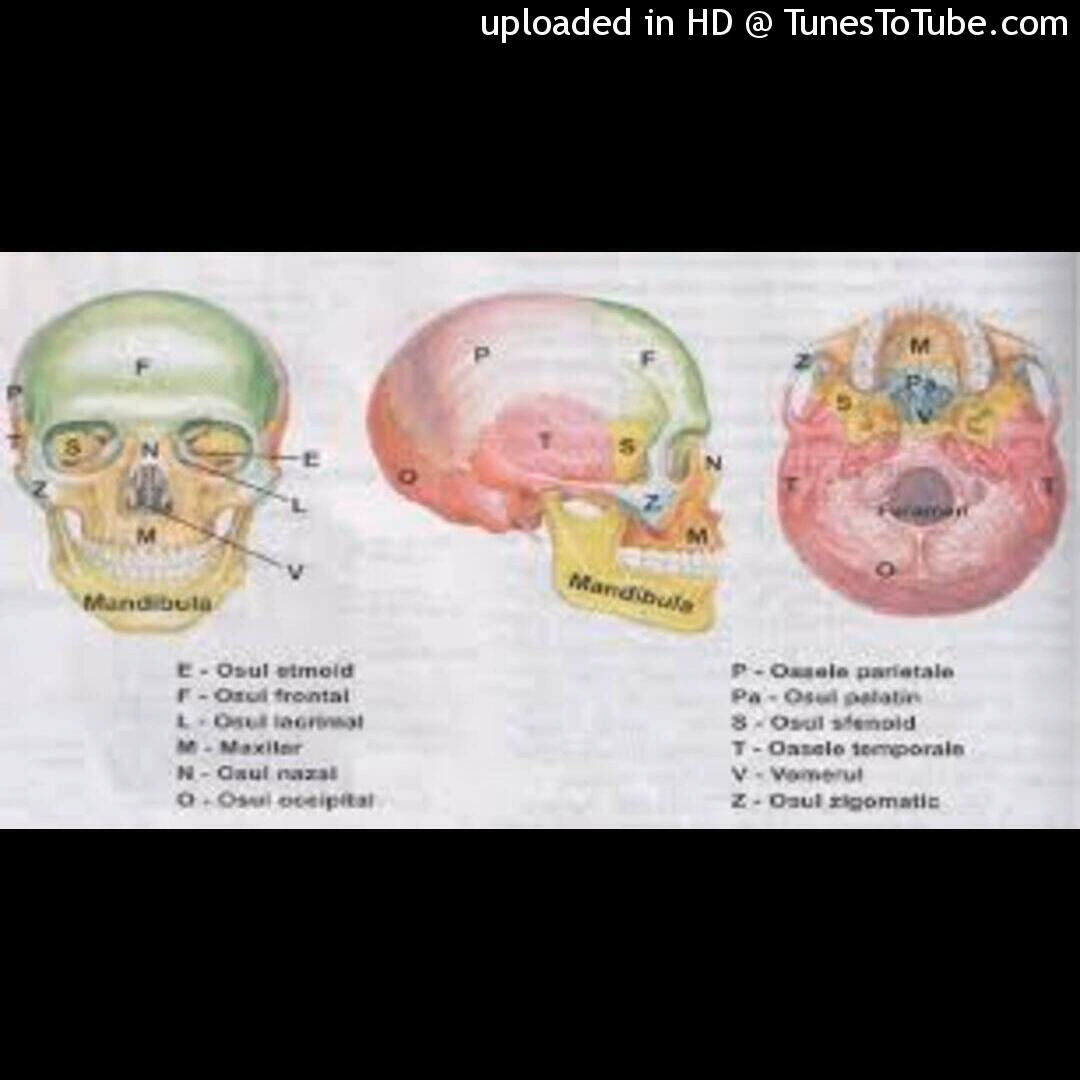 uploaded in HD @ TunesToTube.com
F
P
T
S
N
Z
M
E
L
V
Mandibula
P
F
T
S
O
N
Z
M
Mandibula
Z
M
Pa
S
V
T
T
Foramen
O
E - Osul etmoid
F - Osul frontal
L - Osul lacrimal
M - Maxilar
N - Osul nazal
O - Osul occipital
P - Oasele parietale
Pa - Osul palatin
S - Osul sfenoid
T - Oasele temporale
V - Vomerul
Z - Osul zigomatic